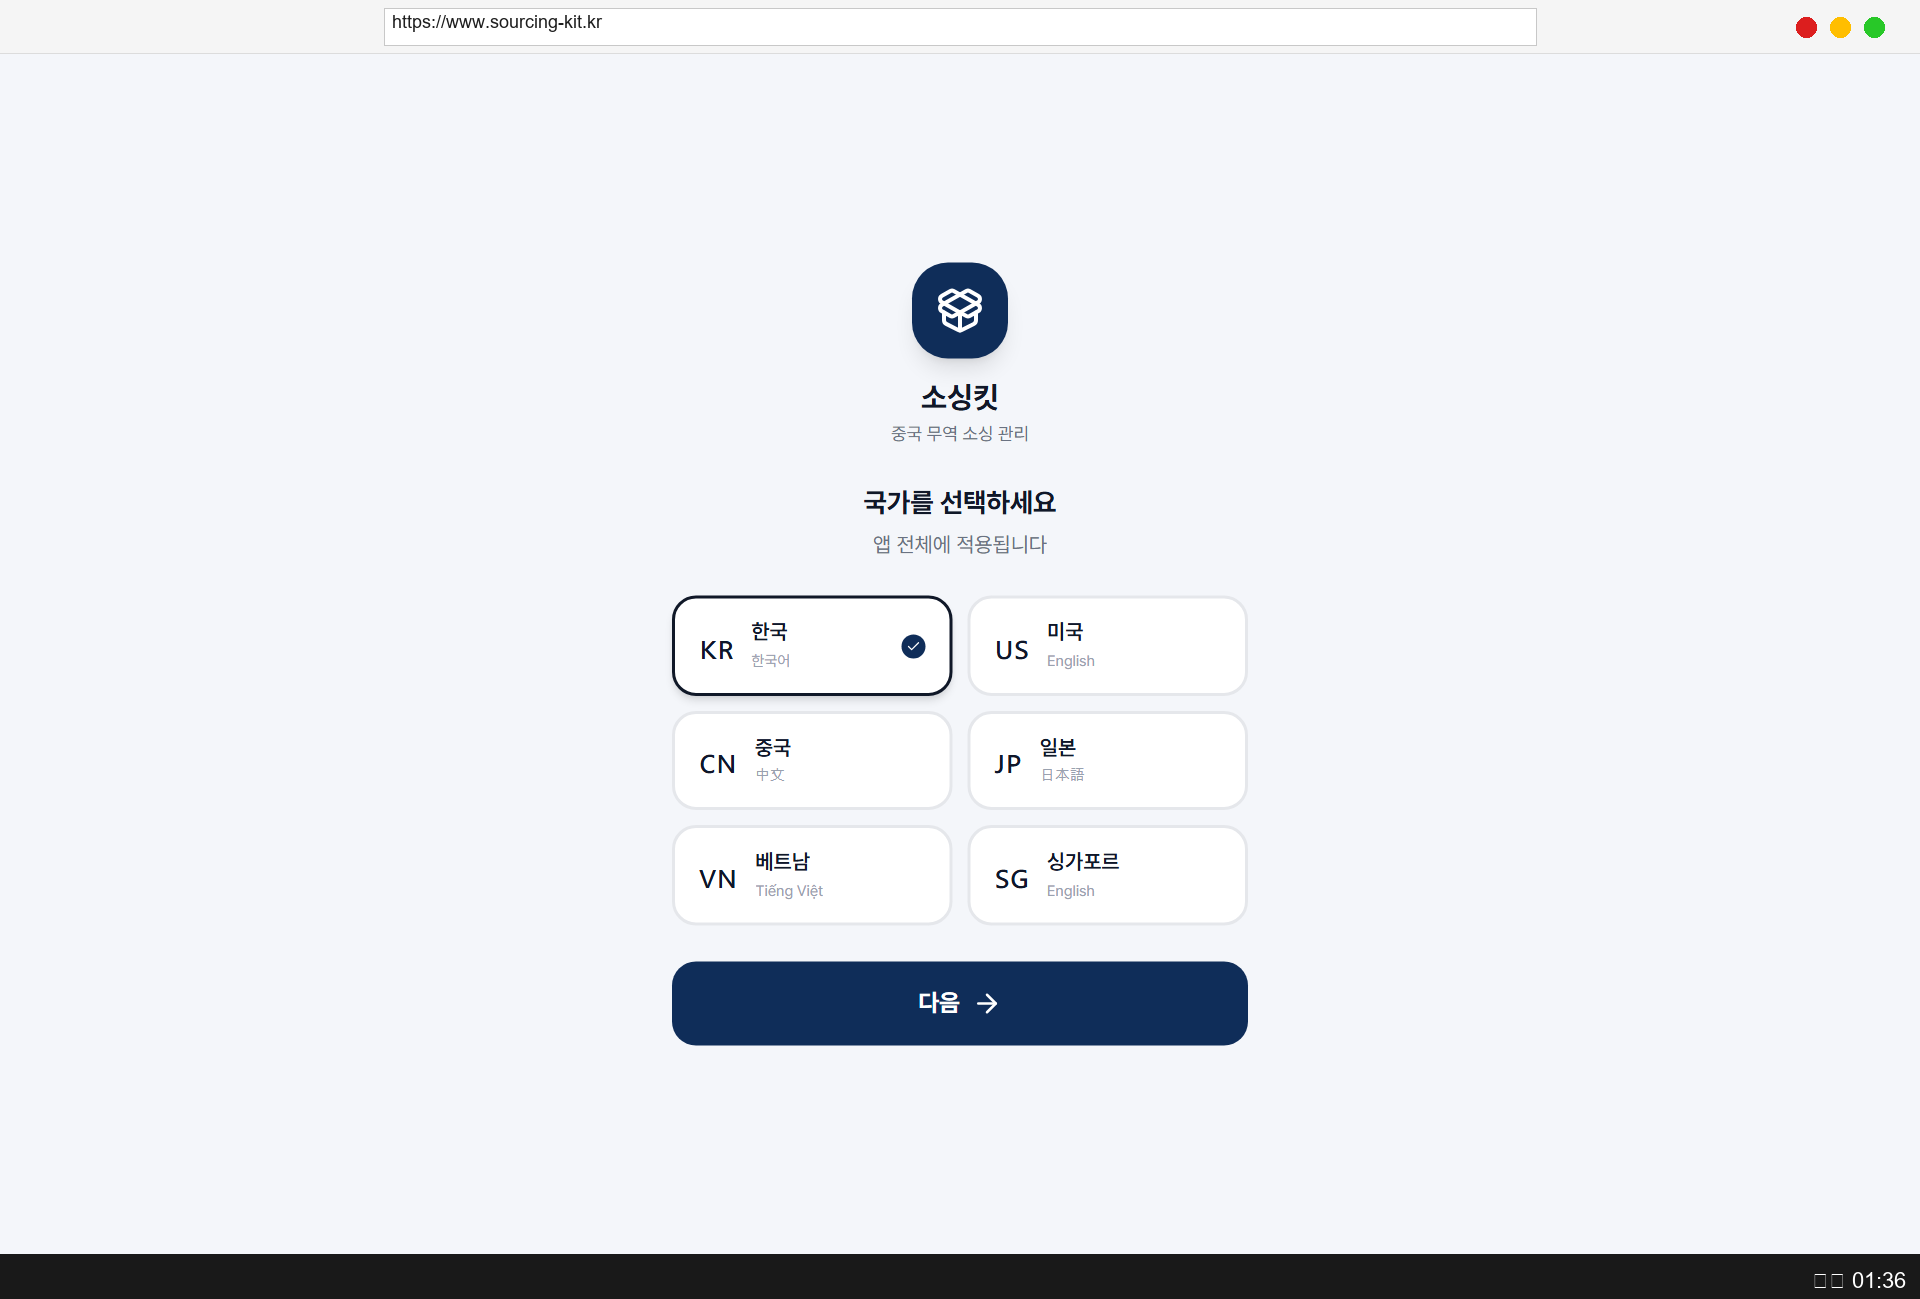 https://www.sourcing-kit.kr
소싱킷
중국 무역 소싱 관리
국가를 선택하세요
앱 전체에 적용됩니다
KR 한국
한국어
US 미국
English
CN 중국
中文
JP 일본
日本語
VN 베트남
Tiếng Việt
SG 싱가포르
English
다음 →
01:36